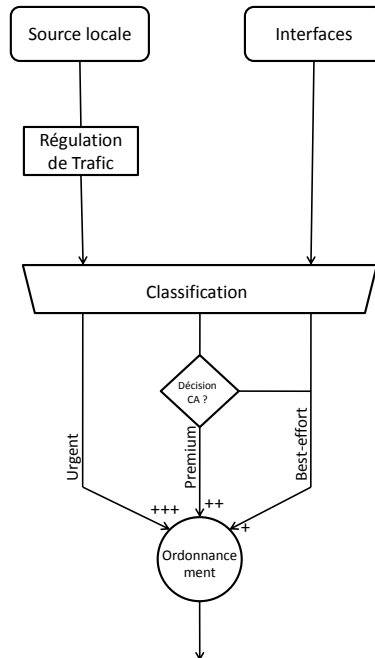 Source locale
Interfaces
Régulation
de Trafic
Classification
Décision
CA ?
Urgent
Premium
Best-effort
+++
++
+
Ordonnance
ment